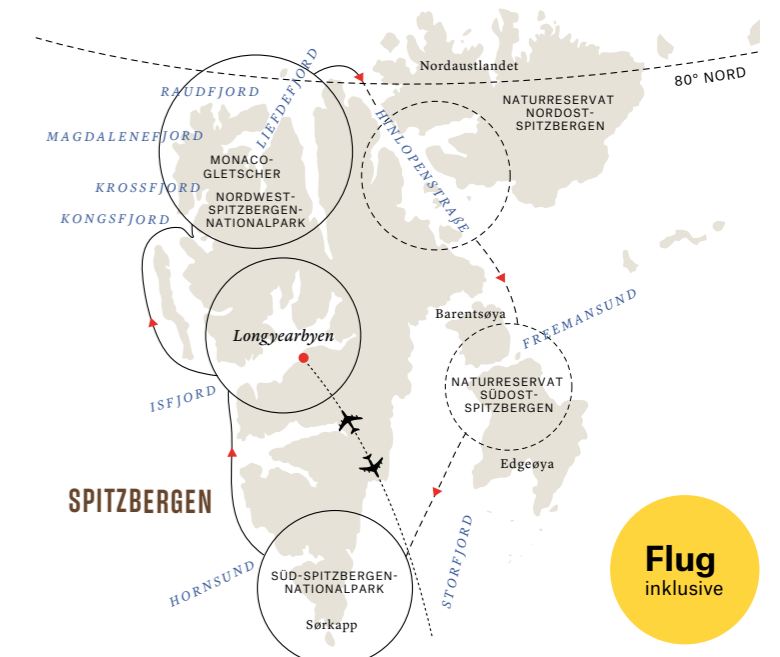 Nordaustlandet
80° NORD
LIEFDEFJORD
RAUDFJORD
NATURRESERVAT
NORDOST-
SPITZBERGEN
HINLOPENSTRAßE
MAGDALENEFJORD
MONACO-
GLETSCHER
KROSSFJORD
NORDWEST-
SPITZBERGEN-
NATIONALPARK
KONGSFJORD
Barentsøya
FREEMANSUND
Longyearbyen
NATURRESERVAT
SÜDOST-
SPITZBERGEN
ISFJORD
Edgeøya
SPITZBERGEN
STORFJORD
HORNSUND
SÜD-SPITZBERGEN-
NATIONALPARK
Sørkapp
Flug
inklusive